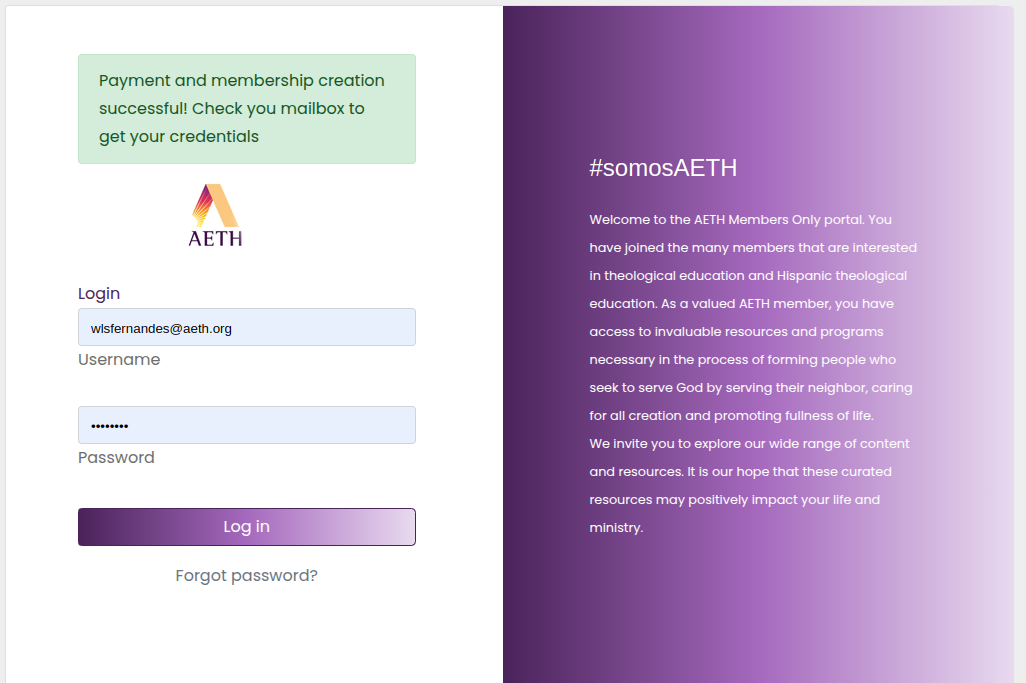 Payment and membership creation
successful! Check you mailbox to
get your credentials
AETH
Login
wlsfernandes@aeth.org
Username
••••••••
Password
Log in
Forgot password?
#somosAETH
Welcome to the AETH Members Only portal. You
have joined the many members that are interested
in theological education and Hispanic theological
education. As a valued AETH member, you have
access to invaluable resources and programs
necessary in the process of forming people who
seek to serve God by serving their neighbor, caring
for all creation and promoting fullness of life.
We invite you to explore our wide range of content
and resources. It is our hope that these curated
resources may positively impact your life and
ministry.